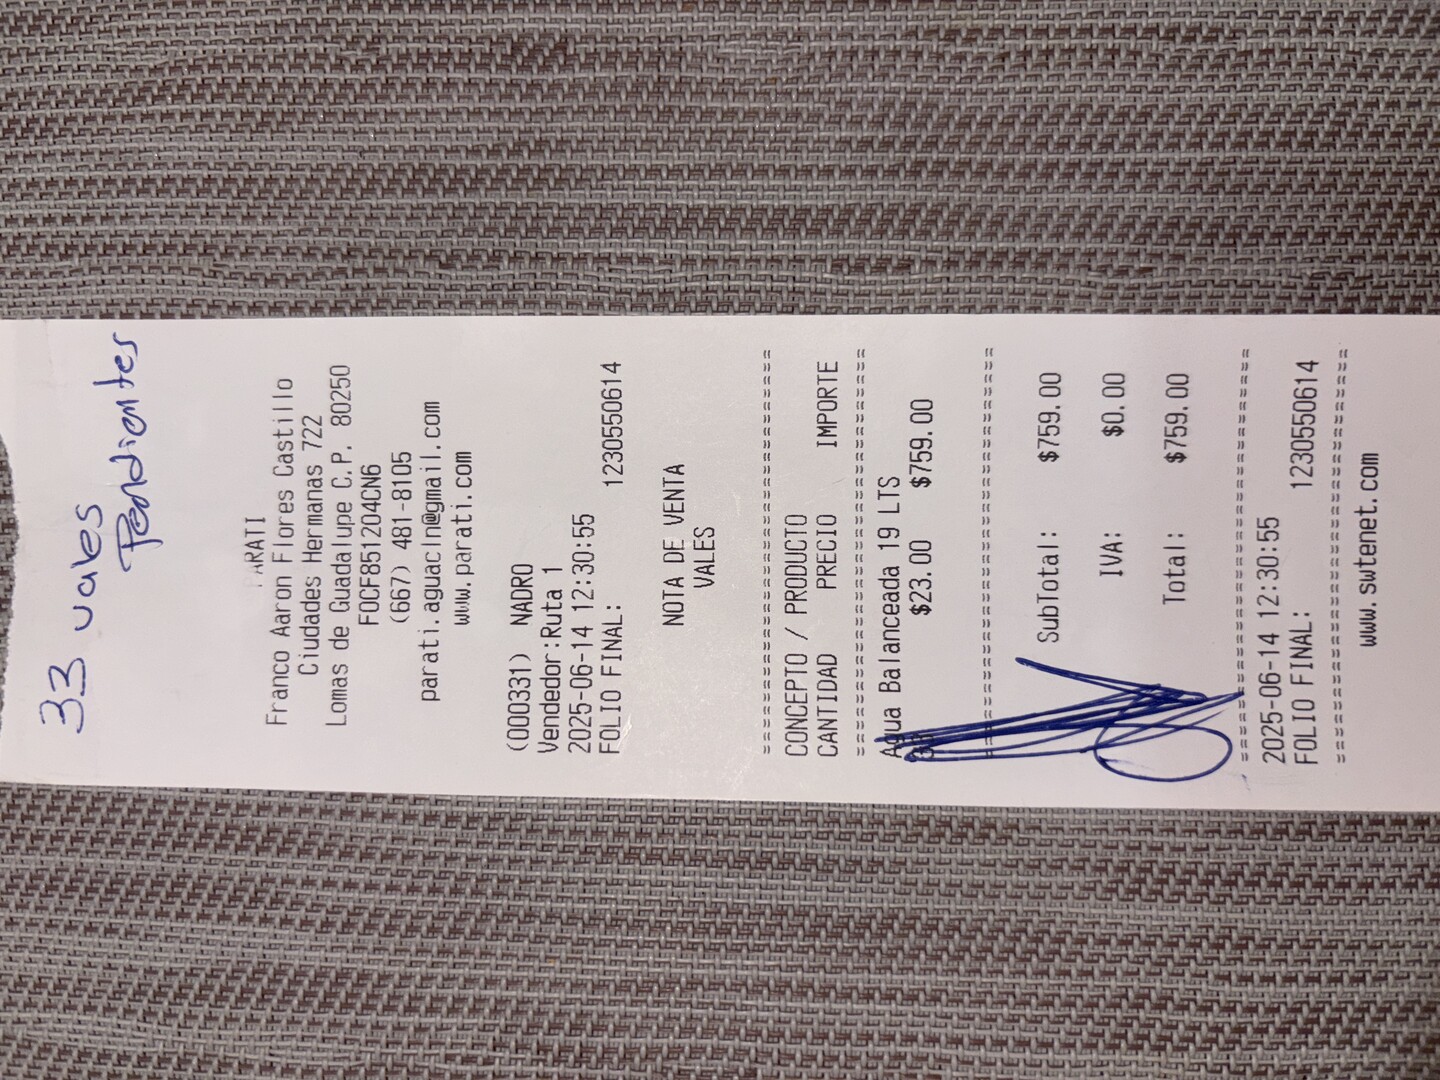 33 vales
Pendientes
PARATI
Franco Aaron Flores Castillo
Ciudades Hermanas 722
Lomas de Guadalupe C.P. 80250
FOCF851204CN6
(667) 481-8105
parati.aguacln@gmail.com
www.parati.com
(000331) NADRO
Vendedor:Ruta 1
2025-06-14 12:30:55
FOLIO FINAL: 1230550614
NOTA DE VENTA
VALES
==============================
CONCEPTO / PRODUCTO
CANTIDAD PRECIO IMPORTE
==============================
Agua Balanceada 19 LTS
33 $23.00 $759.00
==============================
SubTotal: $759.00
IVA: $0.00
Total: $759.00
==============================
2025-06-14 12:30:55
FOLIO FINAL: 1230550614
==============================
www.swtenet.com